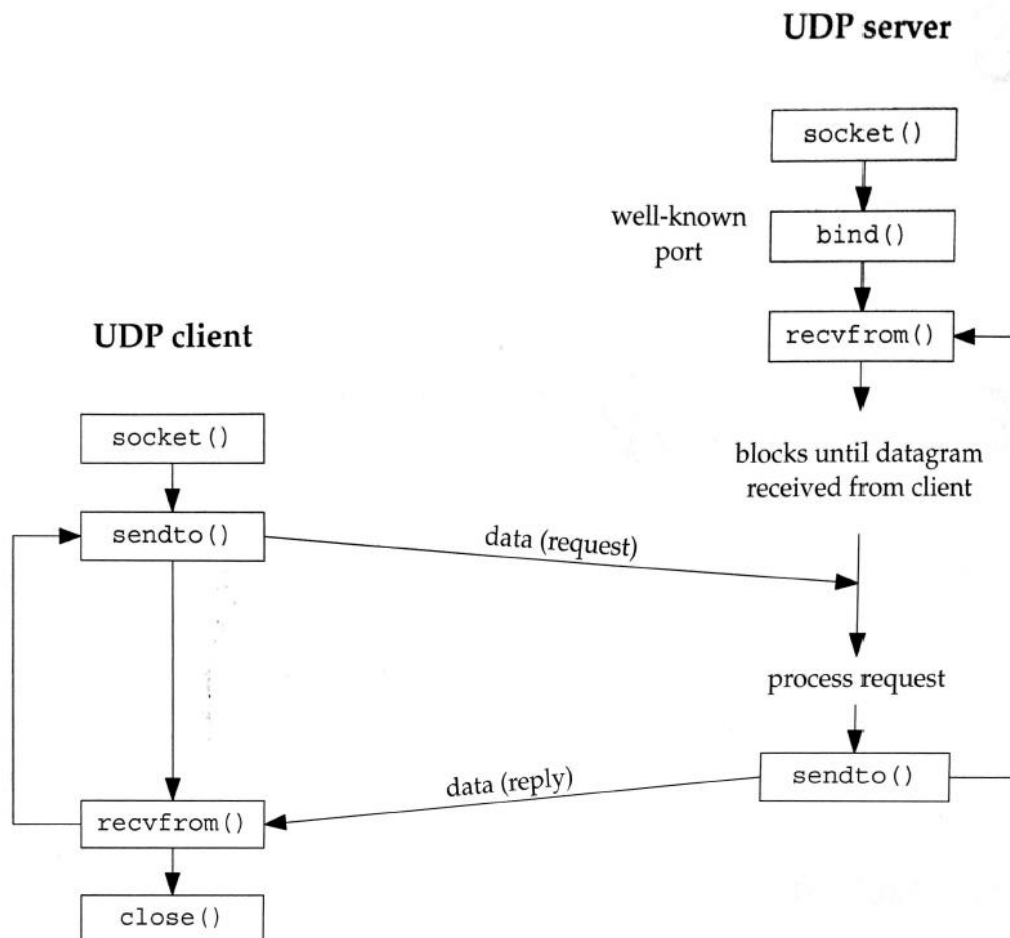 UDP server
socket()
well-known
port
bind()
recvfrom()
UDP client
socket()
blocks until datagram
received from client
sendto()
data (request)
process request
sendto()
data (reply)
recvfrom()
close()